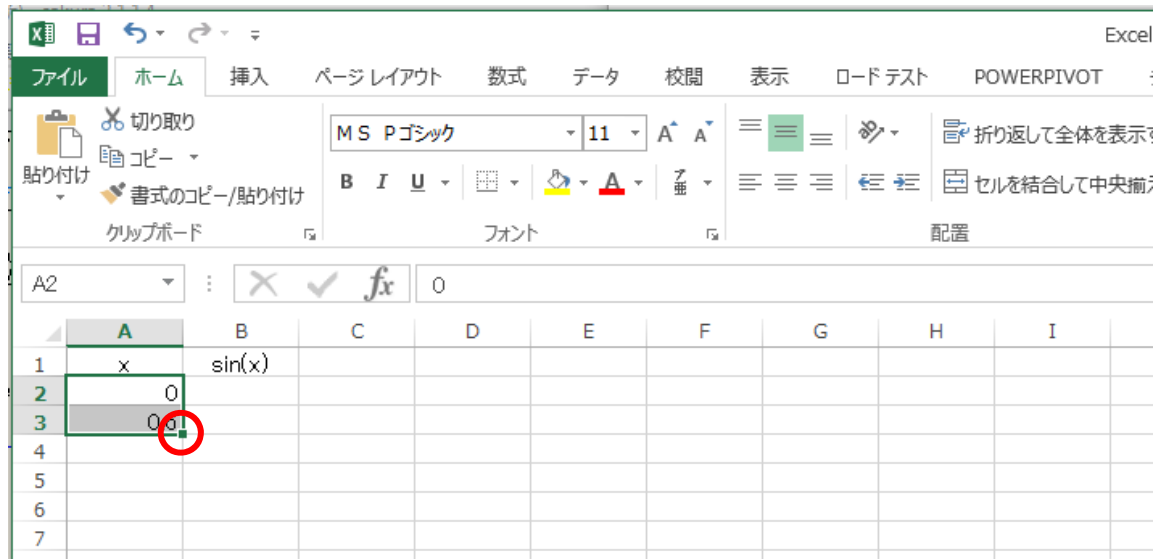 Excel
ファイル ホーム 挿入 ページ レイアウト 数式 データ 校閲 表示 ロード テスト POWERPIVOT
切り取り
コピー
書式のコピー/貼り付け
貼り付け
クリップボード
MS Pゴシック 11
B I U
フォント
折り返して全体を表示す
セルを結合して中央揃え
配置
A2 fx 0
A B C D E F G H I
1 x sin(x)
2 0
3
4
5
6
7